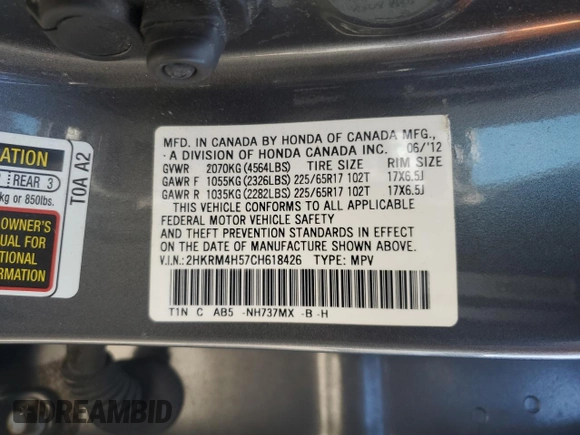 ATION
REAR 3
kg or 850lbs.
OWNER'S
UAL FOR
TIONAL
RMATION
T0A A2
MFD. IN CANADA BY HONDA OF CANADA MFG.,
A DIVISION OF HONDA CANADA INC. 06/'12
GVWR 2070KG(4564LBS) TIRE SIZE RIM SIZE
GAWR F 1055KG(2326LBS) 225/65R17 102T 17X6.5J
GAWR R 1035KG(2282LBS) 225/65R17 102T 17X6.5J
THIS VEHICLE CONFORMS TO ALL APPLICABLE
FEDERAL MOTOR VEHICLE SAFETY
AND THEFT PREVENTION STANDARDS IN EFFECT
ON THE DATE OF MANUFACTURE SHOWN ABOVE.
V.I.N.: 2HKRM4H57CH618426 TYPE: MPV
T1N C AB5 -NH737MX -B -H
DREAMBID